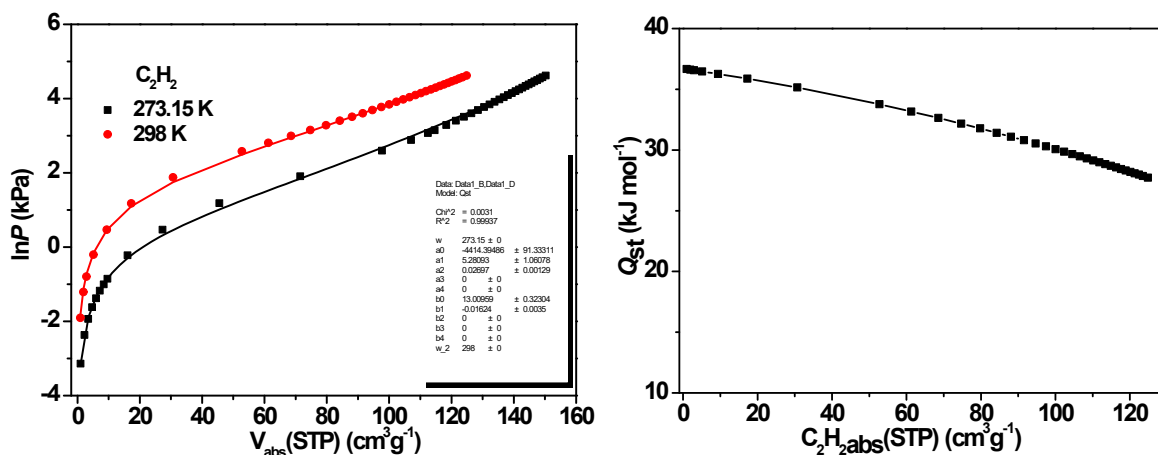 6
4
2
0
-2
-4
lnP (kPa)
C₂H₂
273.15 K
298 K
Data: Data1_B,Data1_D
Model: Qst
Chi^2 = 0.0031
R^2 = 0.99937
w 273.15 ± 0
a0 -4414.39486 ± 91.33311
a1 5.28093 ± 1.06078
a2 0.02697 ± 0.00129
a3 0 ± 0
a4 0 ± 0
b0 13.00959 ± 0.32304
b1 -0.01624 ± 0.0035
b2 0 ± 0
b3 0 ± 0
b4 0 ± 0
w_2 298 ± 0
0 20 40 60 80 100 120 140 160
Vabs(STP) (cm³g⁻¹)
40
30
20
10
Qst (kJ mol⁻¹)
0 20 40 60 80 100 120
C₂H₂abs(STP) (cm³g⁻¹)